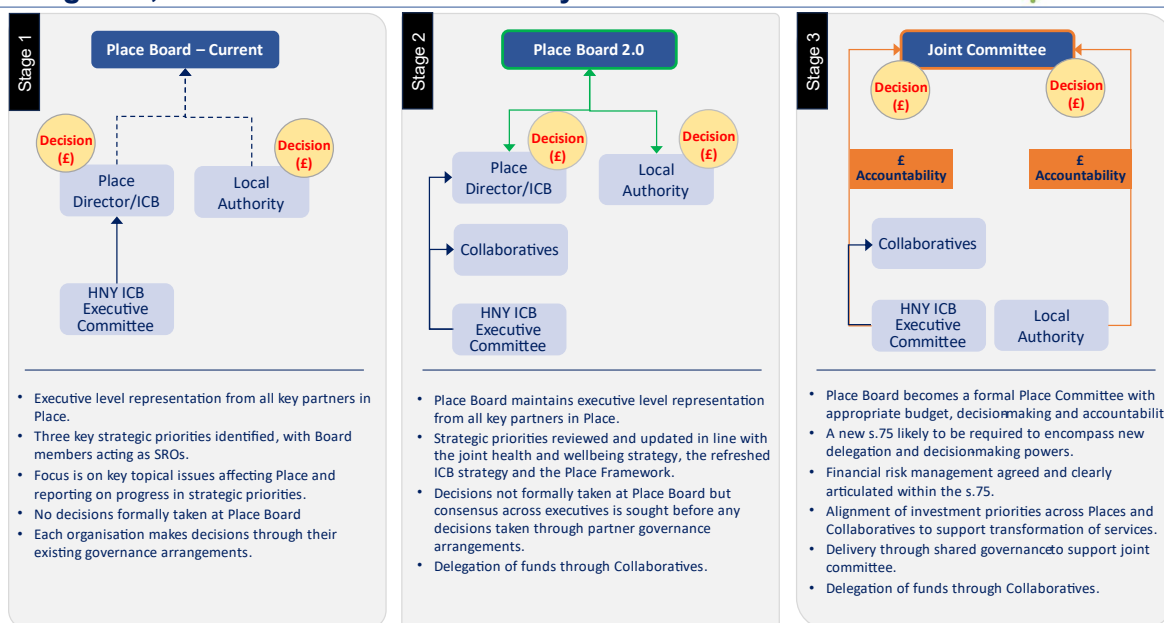 Stage 1
Place Board – Current
Decision
(£)
Decision
(£)
Place
Director/ICB
Local
Authority
HNY ICB
Executive
Committee
• Executive level representation from all key partners in
Place.
• Three key strategic priorities identified, with Board
members acting as SROs.
• Focus is on key topical issues affecting Place and
reporting on progress in strategic priorities.
• No decisions formally taken at Place Board
• Each organisation makes decisions through their
existing governance arrangements.
Stage 2
Place Board 2.0
Decision
(£)
Decision
(£)
Place
Director/ICB
Local
Authority
Collaboratives
HNY ICB
Executive
Committee
• Place Board maintains executive level representation
from all key partners in Place.
• Strategic priorities reviewed and updated in line with
the joint health and wellbeing strategy, the refreshed
ICB strategy and the Place Framework.
• Decisions not formally taken at Place Board but
consensus across executives is sought before any
decisions taken through partner governance
arrangements.
• Delegation of funds through Collaboratives.
Stage 3
Joint Committee
Decision
(£)
Decision
(£)
£
Accountability
£
Accountability
Collaboratives
HNY ICB
Executive
Committee
Local
Authority
• Place Board becomes a formal Place Committee with
appropriate budget, decision-making and accountabilit
• A new s.75 likely to be required to encompass new
delegation and decisionmaking powers.
• Financial risk management agreed and clearly
articulated within the s.75.
• Alignment of investment priorities across Places and
Collaboratives to support transformation of services.
• Delivery through shared governance to support joint
committee.
• Delegation of funds through Collaboratives.